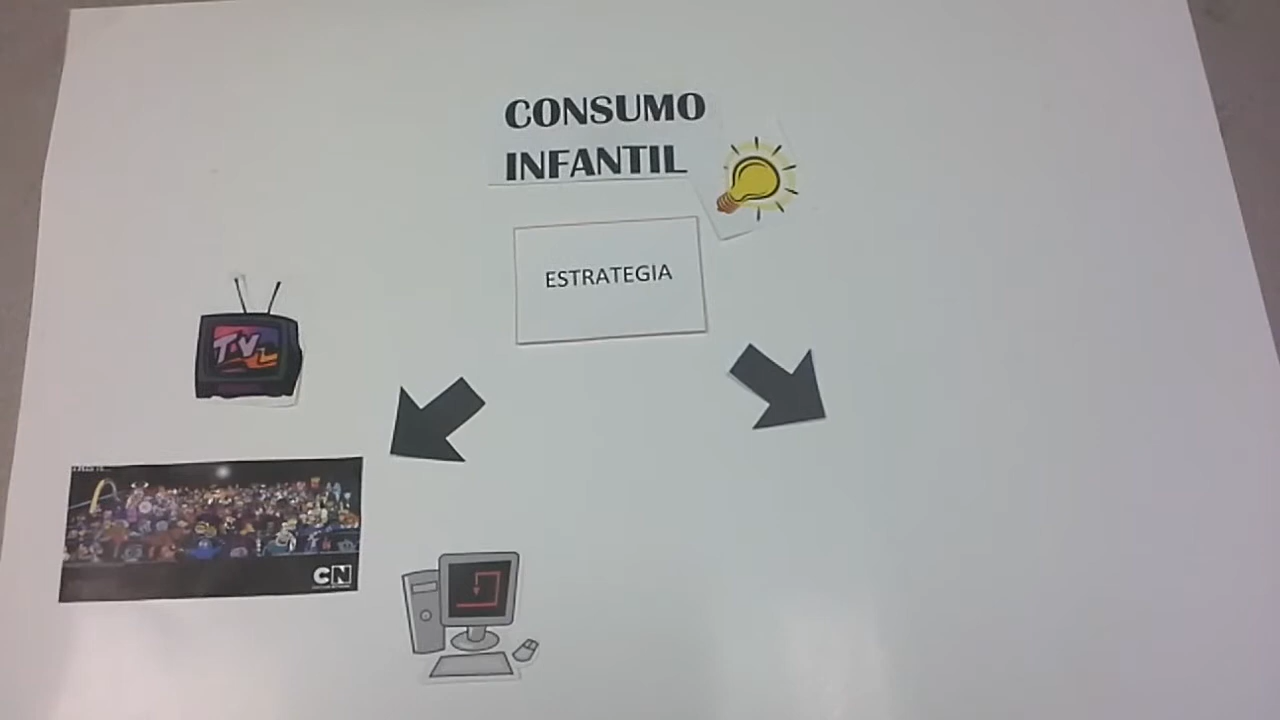 CONSUMO
INFANTIL
ESTRATEGIA
TV
CN